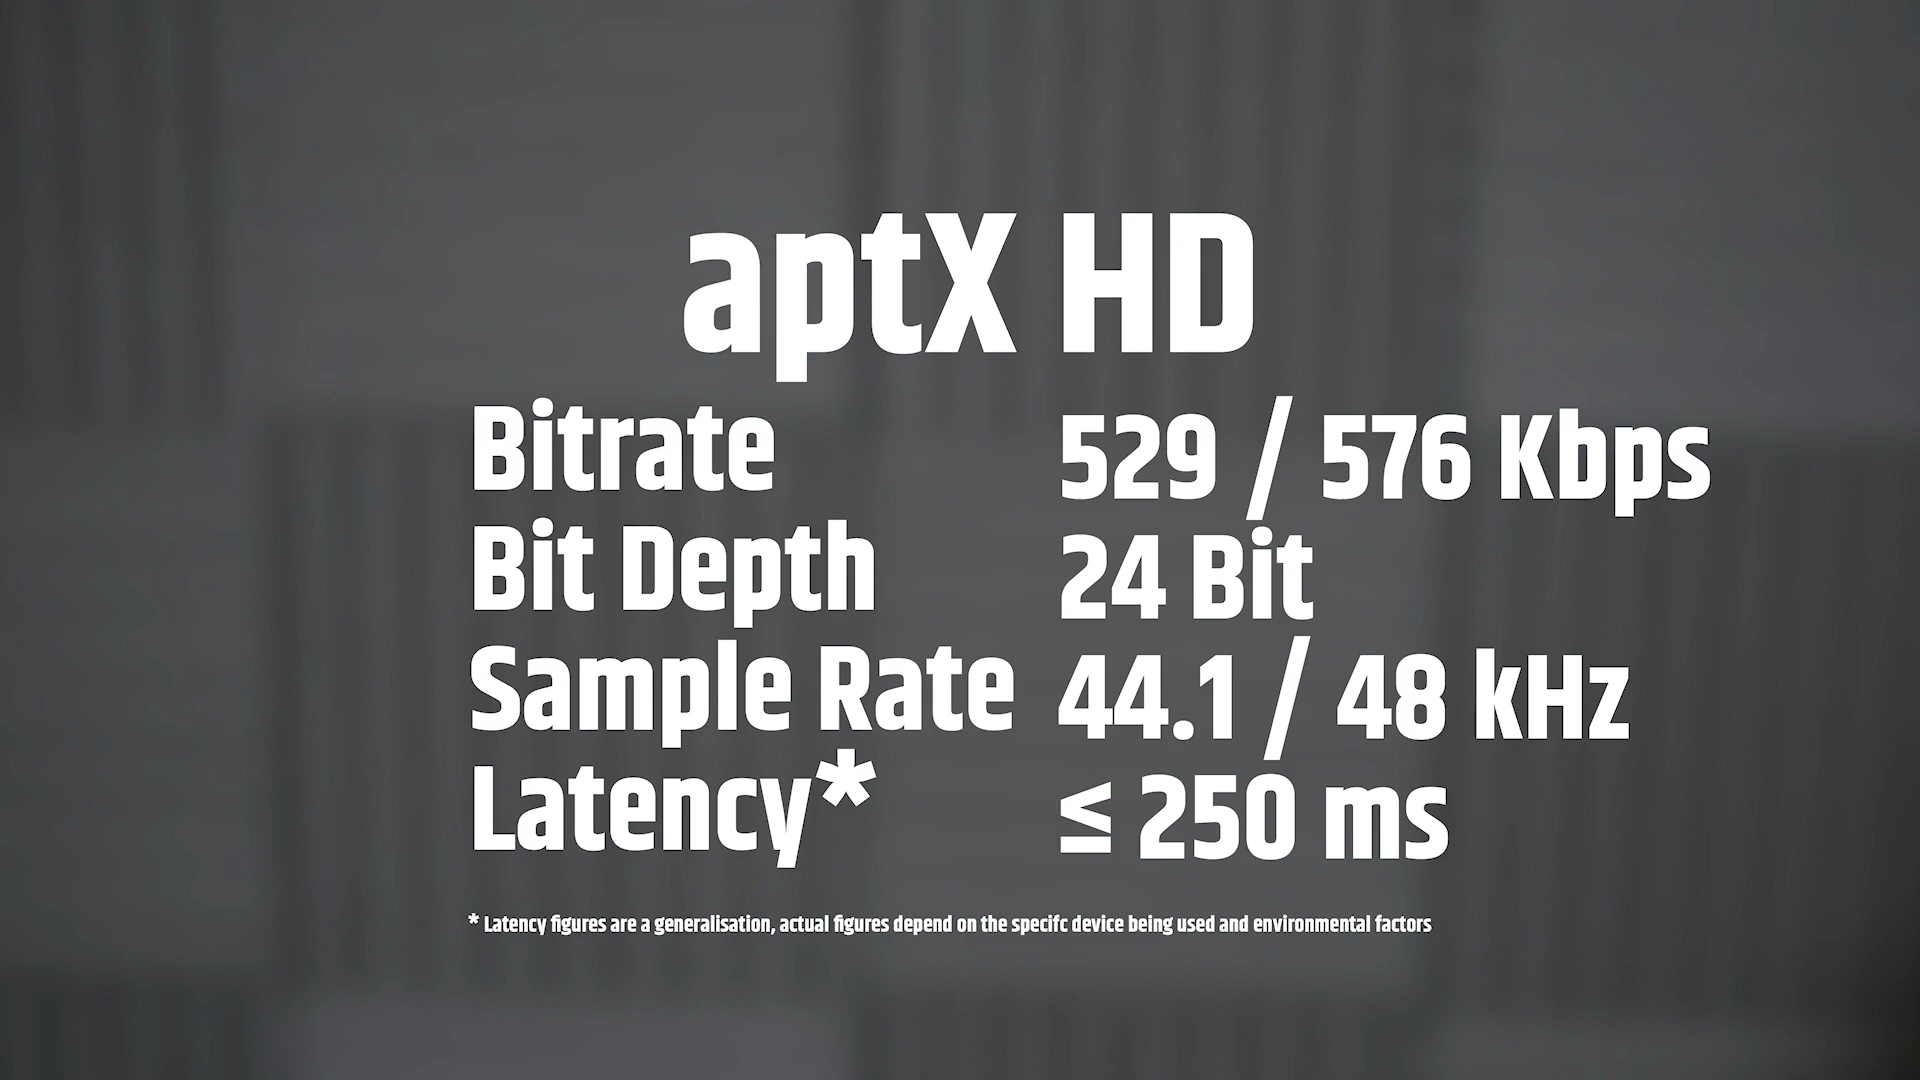 aptX HD
Bitrate 529 / 576 Kbps
Bit Depth 24 Bit
Sample Rate 44.1 / 48 kHz
Latency* ≤ 250 ms
* Latency figures are a generalisation, actual figures depend on the specifc device being used and environmental factors